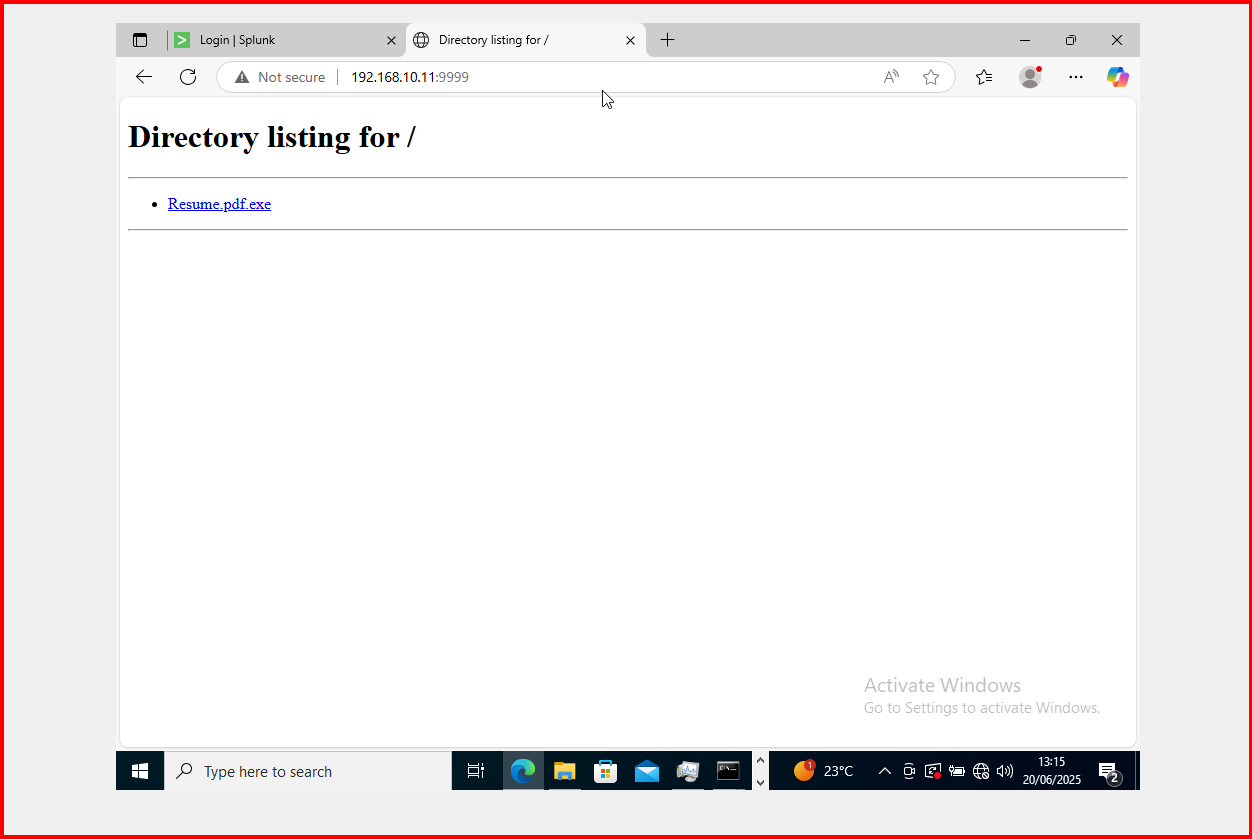 Login | Splunk
Directory listing for /
Not secure
192.168.10.11:9999
Directory listing for /
Resume.pdf.exe
Activate Windows
Go to Settings to activate Windows.
Type here to search
1
23°C
13:15
20/06/2025
2